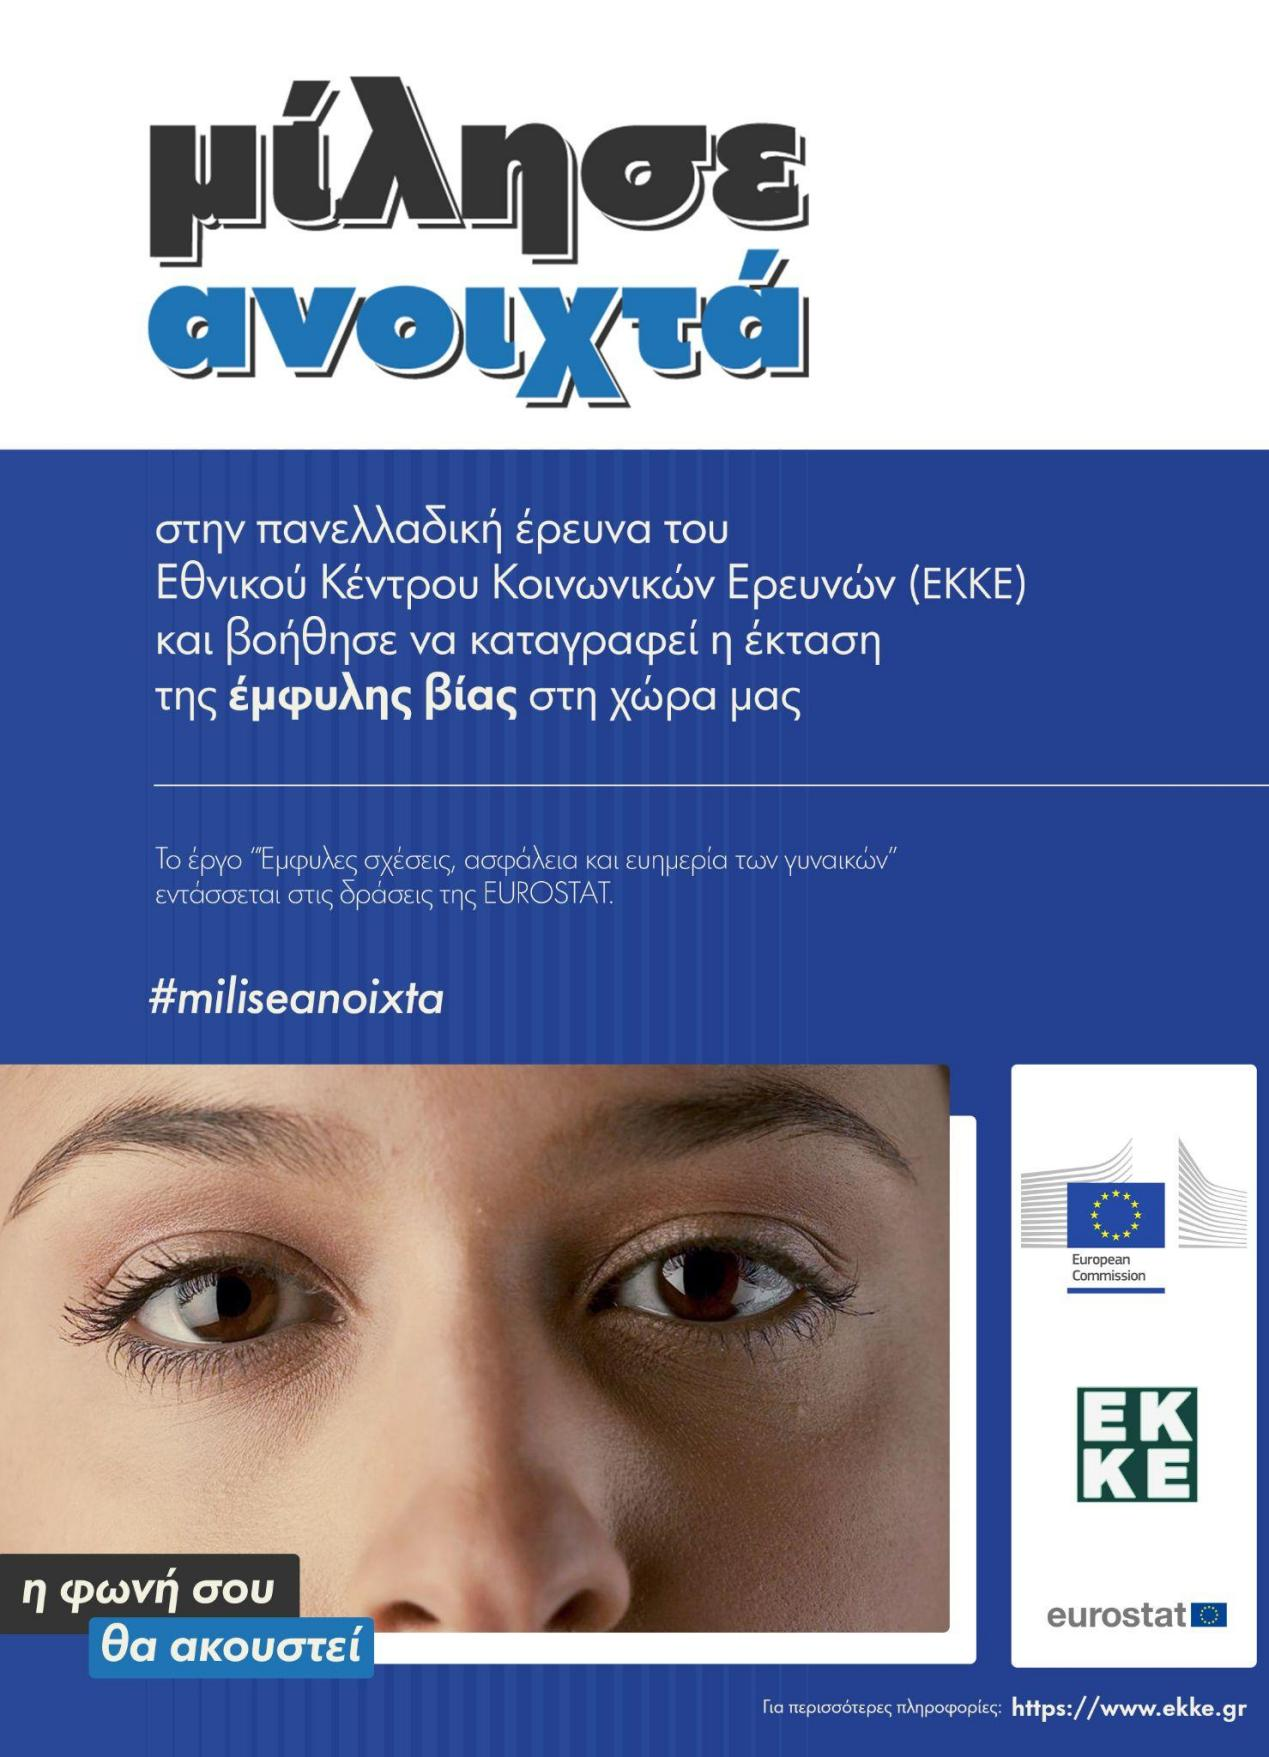 μίλησε
ανοιχτά
στην πανελλαδική έρευνα του
Εθνικού Κέντρου Κοινωνικών Ερευνών (ΕΚΚΕ)
και βοήθησε να καταγραφεί η έκταση
της έμφυλης βίας στη χώρα μας
Το έργο “Έμφυλες σχέσεις, ασφάλεια και ευημερία των γυναικών”
εντάσσεται στις δράσεις της EUROSTAT.
#miliseanoixta
η φωνή σου
θα ακουστεί
European
Commission
ΕΚ
ΚΕ
eurostat
Για περισσότερες πληροφορίες: https://www.ekke.gr